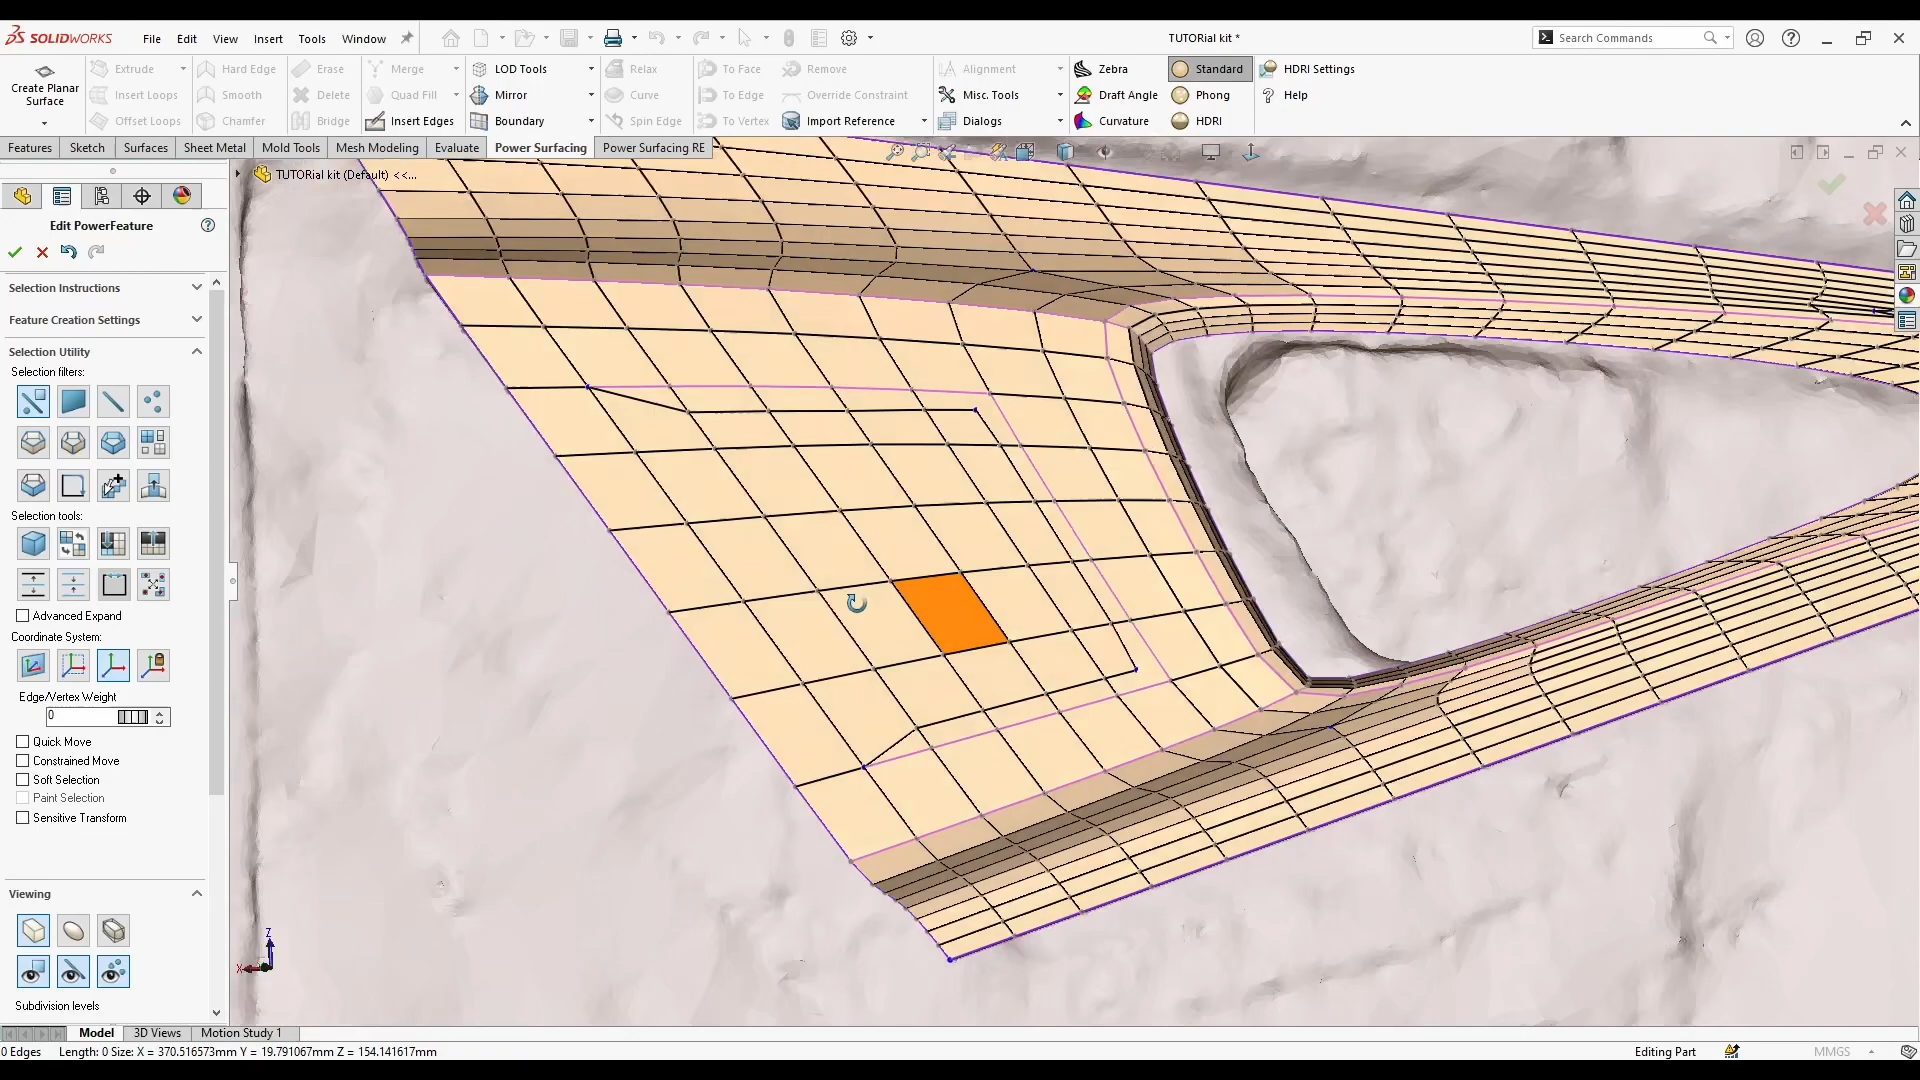 SOLIDWORKS File Edit View Insert Tools Window TUTORial kit * Search Commands
Create Planar Surface
Extrude Hard Edge Erase Merge LOD Tools Relax To Face Remove Alignment Zebra Standard HDRI Settings
Insert Loops Smooth Delete Quad Fill Mirror Curve To Edge Override Constraint Misc. Tools Draft Angle Phong Help
Offset Loops Chamfer Bridge Insert Edges Boundary Spin Edge To Vertex Import Reference Dialogs Curvature HDRI
Features Sketch Surfaces Sheet Metal Mold Tools Mesh Modeling Evaluate Power Surfacing Power Surfacing RE
TUTORial kit (Default) <<...
Edit PowerFeature
Selection Instructions
Feature Creation Settings
Selection Utility
Selection filters:
Selection tools:
Advanced Expand
Coordinate System:
Edge/Vertex Weight
0
Quick Move
Constrained Move
Soft Selection
Paint Selection
Sensitive Transform
Viewing
Subdivision levels
Z
X
Model 3D Views Motion Study 1
0 Edges Length: 0 Size: X = 370.516573mm Y = 19.791067mm Z = 154.141617mm Editing Part MMGS